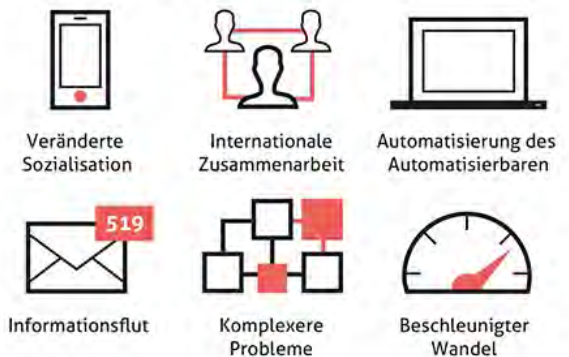 Veränderte
Sozialisation
Internationale
Zusammenarbeit
Automatisierung des
Automatisierbaren
519
Informationsflut
Komplexere
Probleme
Beschleunigter
Wandel